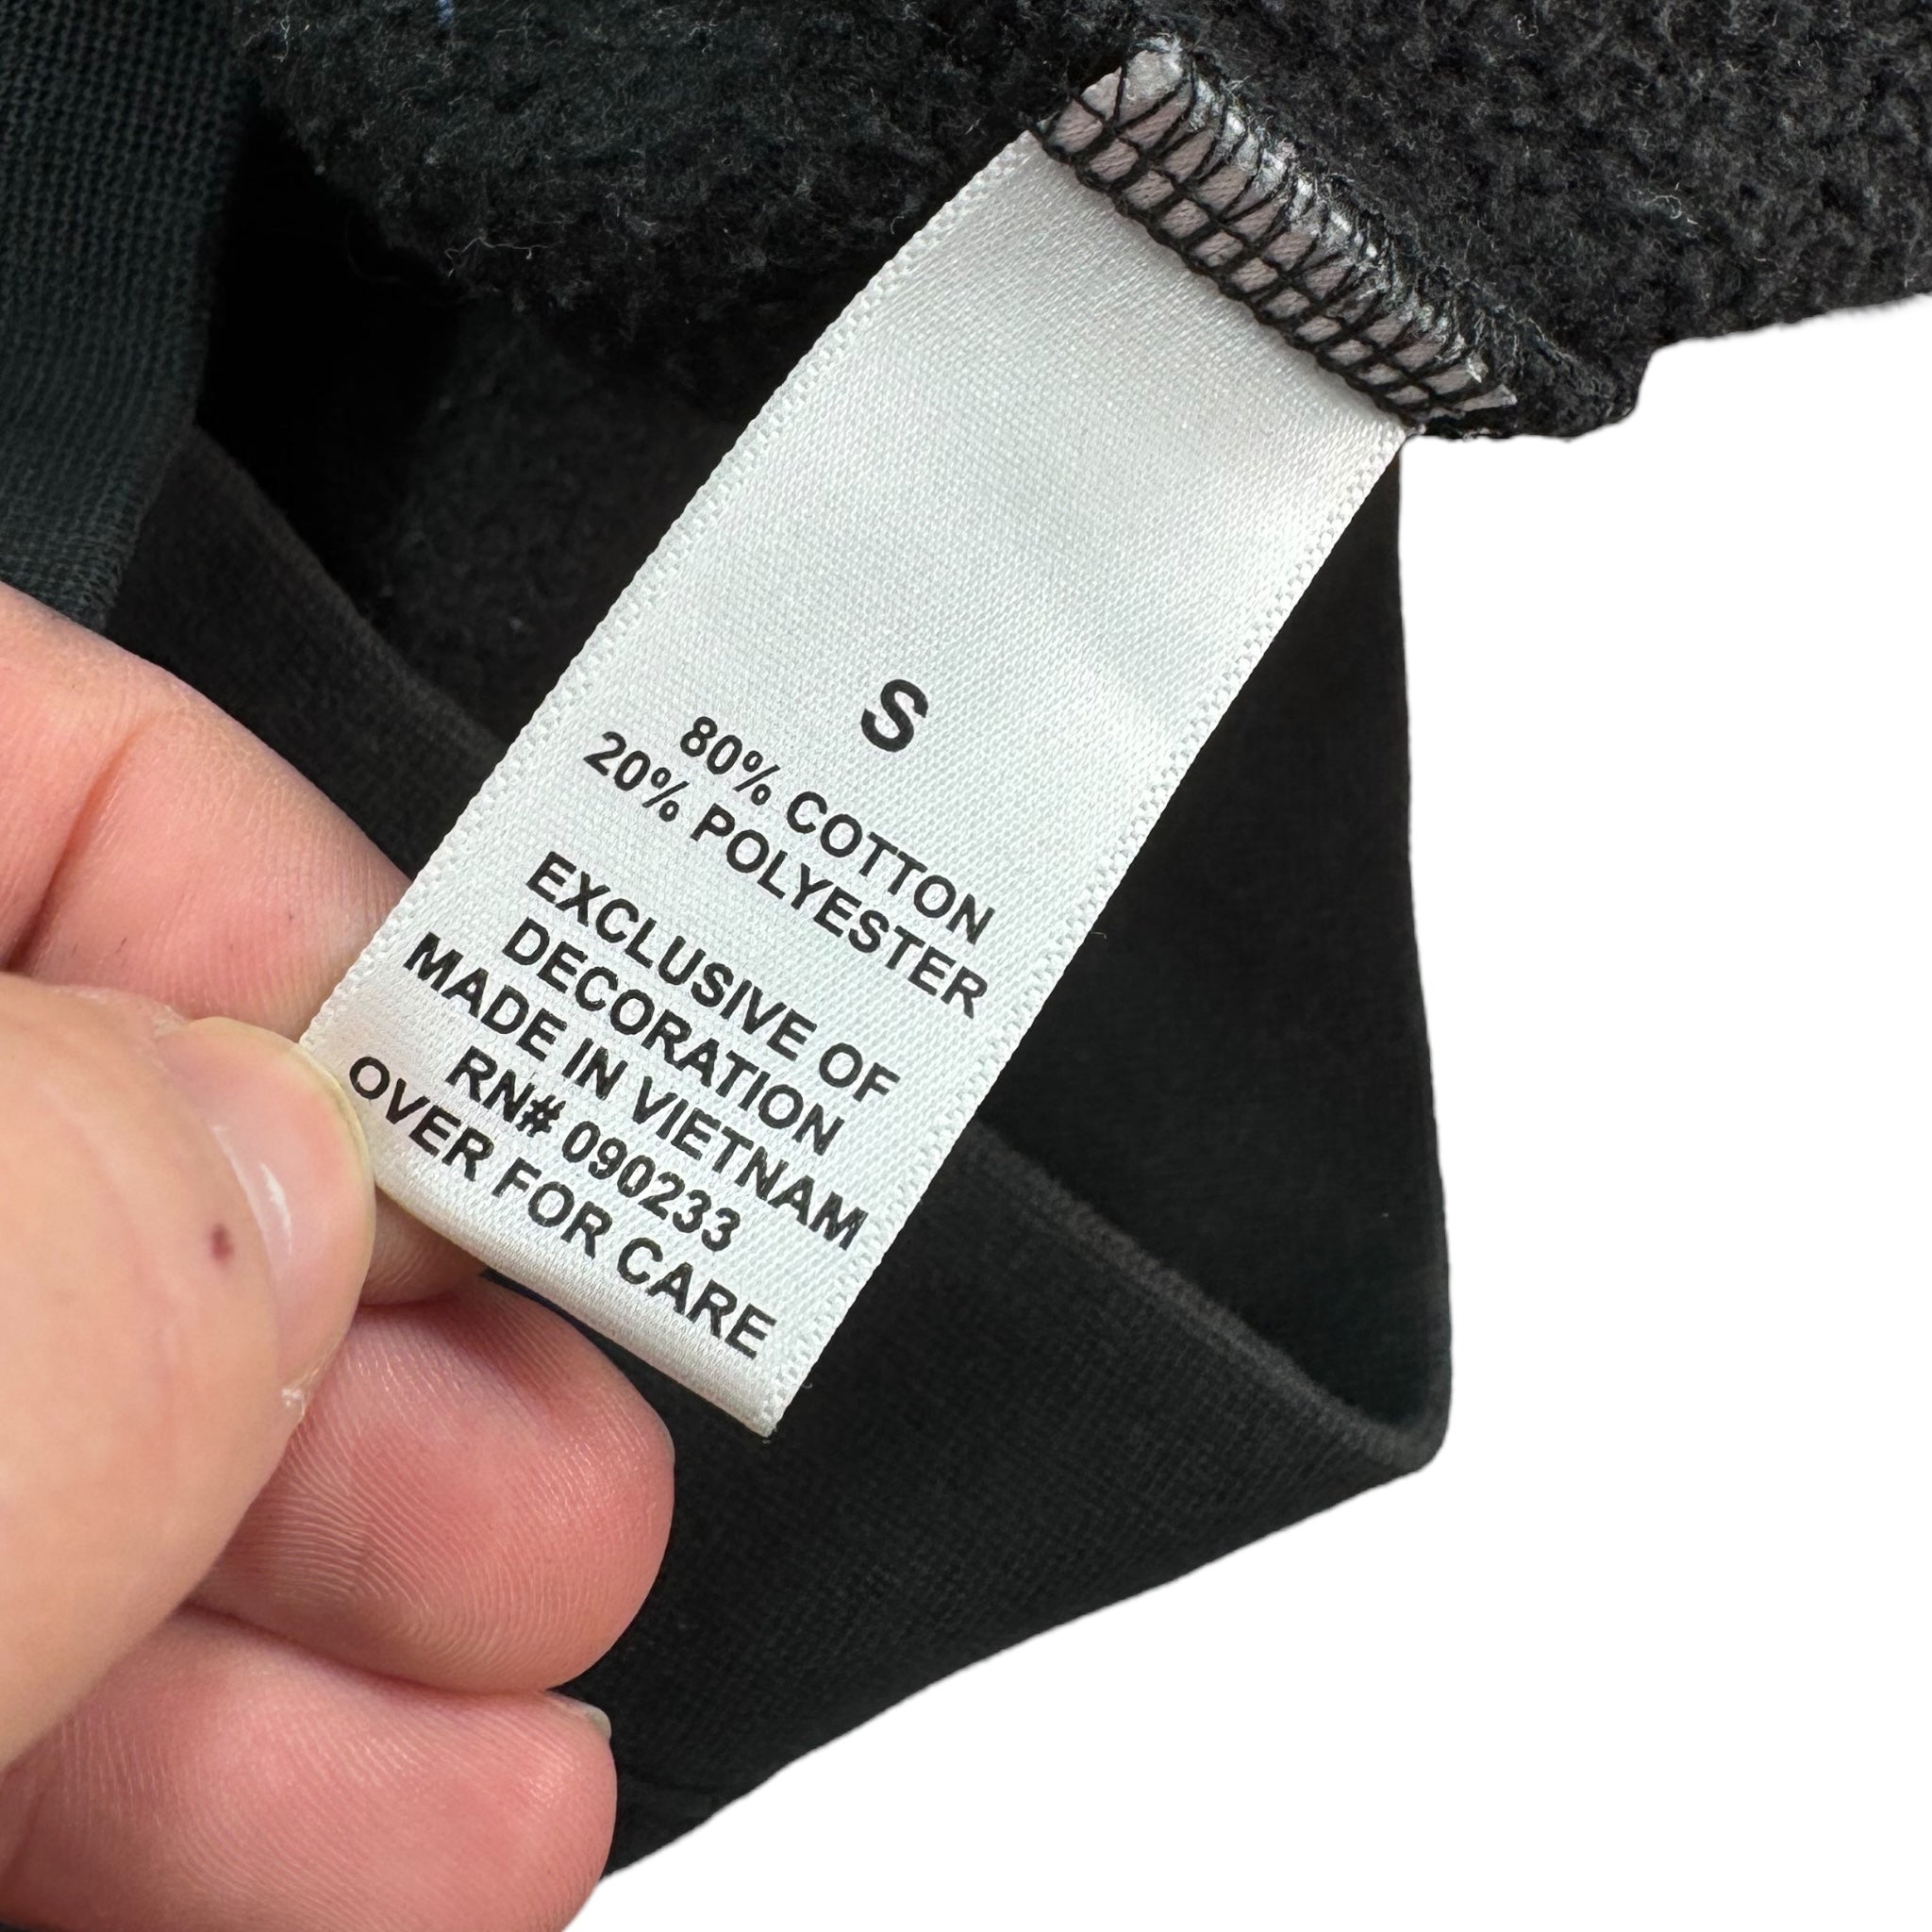 S
80% COTTON
20% POLYESTER
EXCLUSIVE OF
DECORATION
MADE IN VIETNAM
RN# 090233
OVER FOR CARE